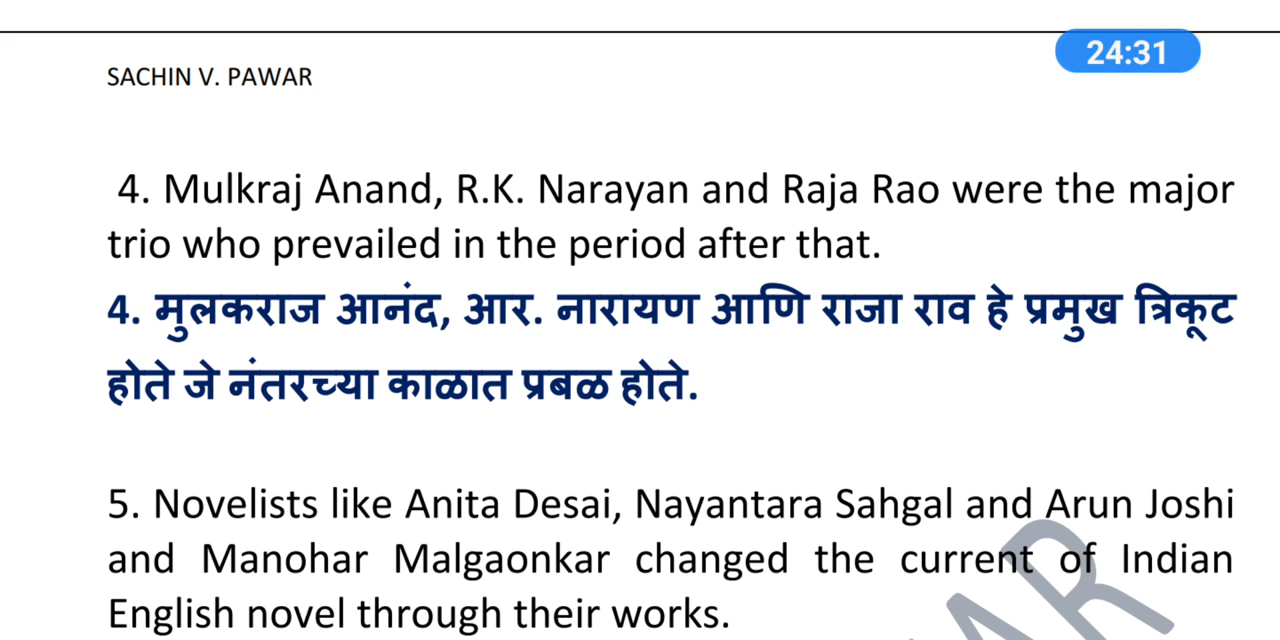 24:31
SACHIN V. PAWAR
4. Mulkraj Anand, R.K. Narayan and Raja Rao were the major
trio who prevailed in the period after that.
4. मुलकराज आनंद, आर. नारायण आणि राजा राव हे प्रमुख त्रिकूट
होते जे नंतरच्या काळात प्रबळ होते.
5. Novelists like Anita Desai, Nayantara Sahgal and Arun Joshi
and Manohar Malgaonkar changed the current of Indian
English novel through their works.